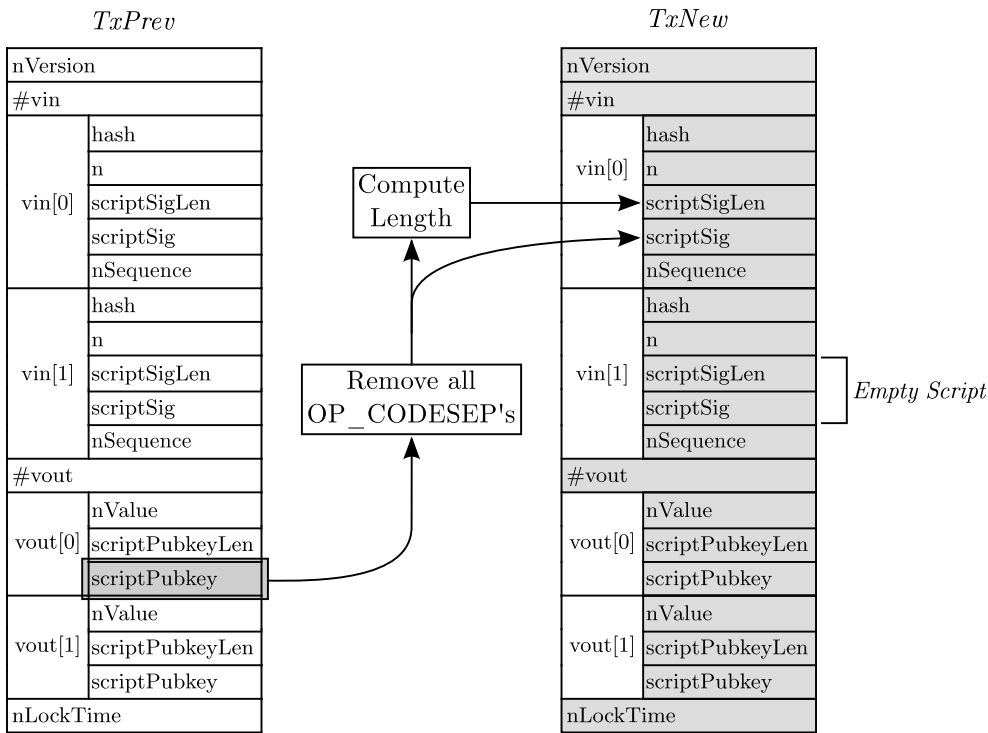 TxPrev
nVersion
#vin
vin[0]
hash
n
scriptSigLen
scriptSig
nSequence
vin[1]
hash
n
scriptSigLen
scriptSig
nSequence
#vout
vout[0]
nValue
scriptPubkeyLen
scriptPubkey
vout[1]
nValue
scriptPubkeyLen
scriptPubkey
nLockTime
Compute
Length
Remove all
OP_CODESEP's
TxNew
nVersion
#vin
vin[0]
hash
n
scriptSigLen
scriptSig
nSequence
vin[1]
hash
n
scriptSigLen
scriptSig
nSequence
Empty Script
#vout
vout[0]
nValue
scriptPubkeyLen
scriptPubkey
vout[1]
nValue
scriptPubkeyLen
scriptPubkey
nLockTime